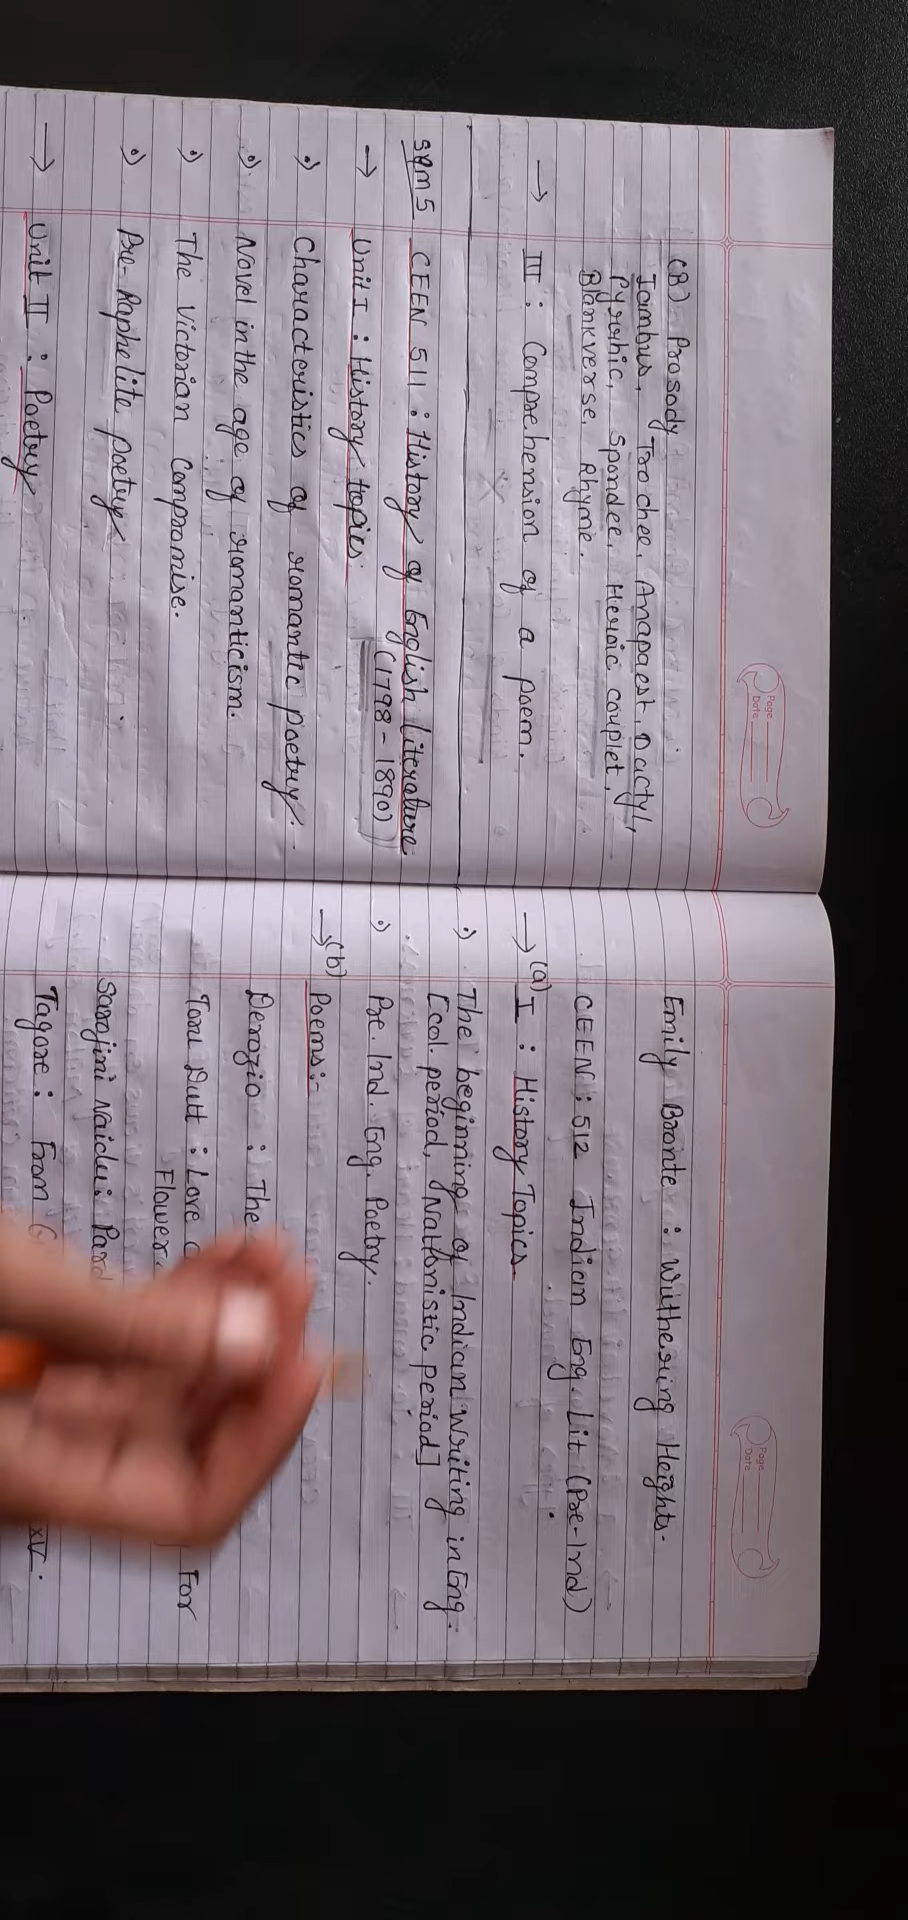 Page
Date
(B) Prosody
Iambus, Trochee, Anapaest, Dactyl,
Pyrrhic, Spondee, Heroic couplet,
Blank verse, Rhyme.
→ III : Comprehension of a poem.
Sem 5 CEEN 511 : History of English Literature
(1798 - 1890)
→ Unit I : History topics.
Characteristics of romantic poetry.
Novel in the age of romanticism.
The Victorian Compromise.
Pre-Raphelite poetry
→ Unit II : Poetry
Page
Date
Emily Bronte : Wuthering Heights.
CEEN : 512 Indian Eng. Lit (Pre-Ind)
→ (a) I : History Topics.
The beginning of Indian Writing in Eng.
[Col. period, Nationistic period]
Pre. Ind. Eng. Poetry.
→ (b) Poems:-
Derozio : The
Toru Dutt : Love
Flower
For
Sarojini Naidu :
Tagore : From
XV.